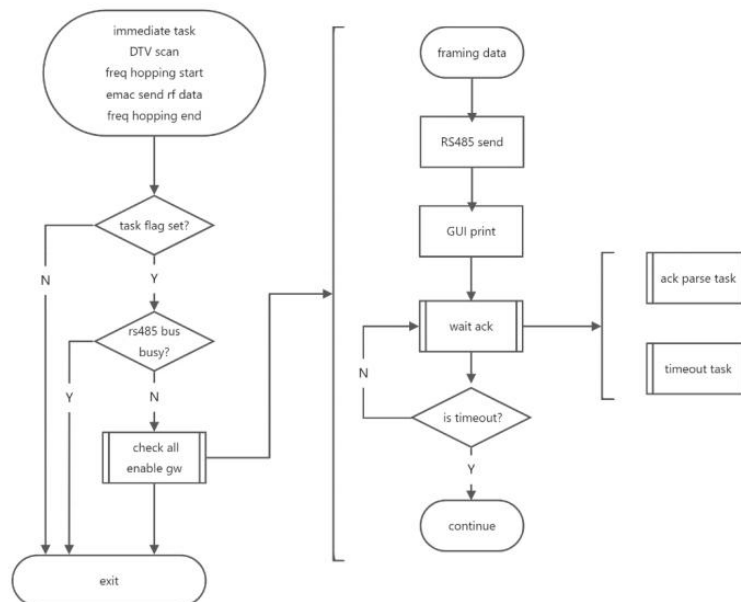 immediate task
DTV scan
freq hopping start
emac send rf data
freq hopping end
task flag set?
N
Y
rs485 bus
busy?
Y
N
check all
enable gw
exit
framing data
RS485 send
GUI print
wait ack
N
is timeout?
Y
continue
ack parse task
timeout task